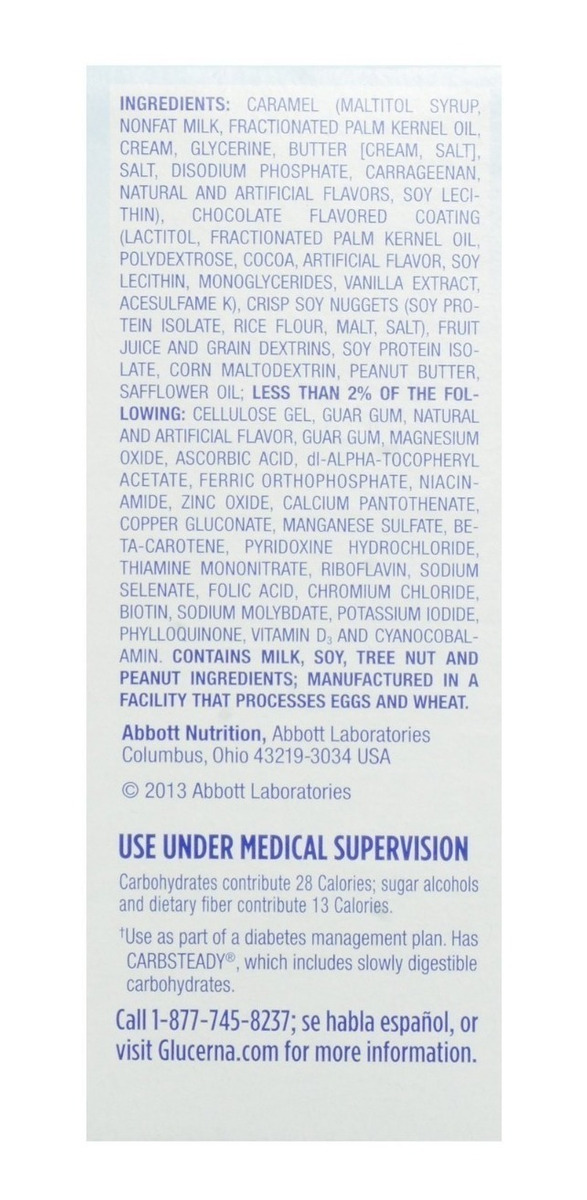 INGREDIENTS: CARAMEL (MALTITOL SYRUP,
NONFAT MILK, FRACTIONATED PALM KERNEL OIL,
CREAM, GLYCERINE, BUTTER [CREAM, SALT],
SALT, DISODIUM PHOSPHATE, CARRAGEENAN,
NATURAL AND ARTIFICIAL FLAVORS, SOY LECI-
THIN), CHOCOLATE FLAVORED COATING
(LACTITOL, FRACTIONATED PALM KERNEL OIL,
POLYDEXTROSE, COCOA, ARTIFICIAL FLAVOR, SOY
LECITHIN, MONOGLYCERIDES, VANILLA EXTRACT,
ACESULFAME K), CRISP SOY NUGGETS (SOY PRO-
TEIN ISOLATE, RICE FLOUR, MALT, SALT), FRUIT
JUICE AND GRAIN DEXTRINS, SOY PROTEIN ISO-
LATE, CORN MALTODEXTRIN, PEANUT BUTTER,
SAFFLOWER OIL; LESS THAN 2% OF THE FOL-
LOWING: CELLULOSE GEL, GUAR GUM, NATURAL
AND ARTIFICIAL FLAVOR, GUAR GUM, MAGNESIUM
OXIDE, ASCORBIC ACID, dl-ALPHA-TOCOPHERYL
ACETATE, FERRIC ORTHOPHOSPHATE, NIACIN-
AMIDE, ZINC OXIDE, CALCIUM PANTOTHENATE,
COPPER GLUCONATE, MANGANESE SULFATE, BE-
TA-CAROTENE, PYRIDOXINE HYDROCHLORIDE,
THIAMINE MONONITRATE, RIBOFLAVIN, SODIUM
SELENATE, FOLIC ACID, CHROMIUM CHLORIDE,
BIOTIN, SODIUM MOLYBDATE, POTASSIUM IODIDE,
PHYLLOQUINONE, VITAMIN D₃ AND CYANOCOBAL-
AMIN. CONTAINS MILK, SOY, TREE NUT AND
PEANUT INGREDIENTS; MANUFACTURED IN A
FACILITY THAT PROCESSES EGGS AND WHEAT.
Abbott Nutrition, Abbott Laboratories
Columbus, Ohio 43219-3034 USA
© 2013 Abbott Laboratories
USE UNDER MEDICAL SUPERVISION
Carbohydrates contribute 28 Calories; sugar alcohols
and dietary fiber contribute 13 Calories.
†Use as part of a diabetes management plan. Has
CARBSTEADY®, which includes slowly digestible
carbohydrates.
Call 1-877-745-8237; se habla español, or
visit Glucerna.com for more information.